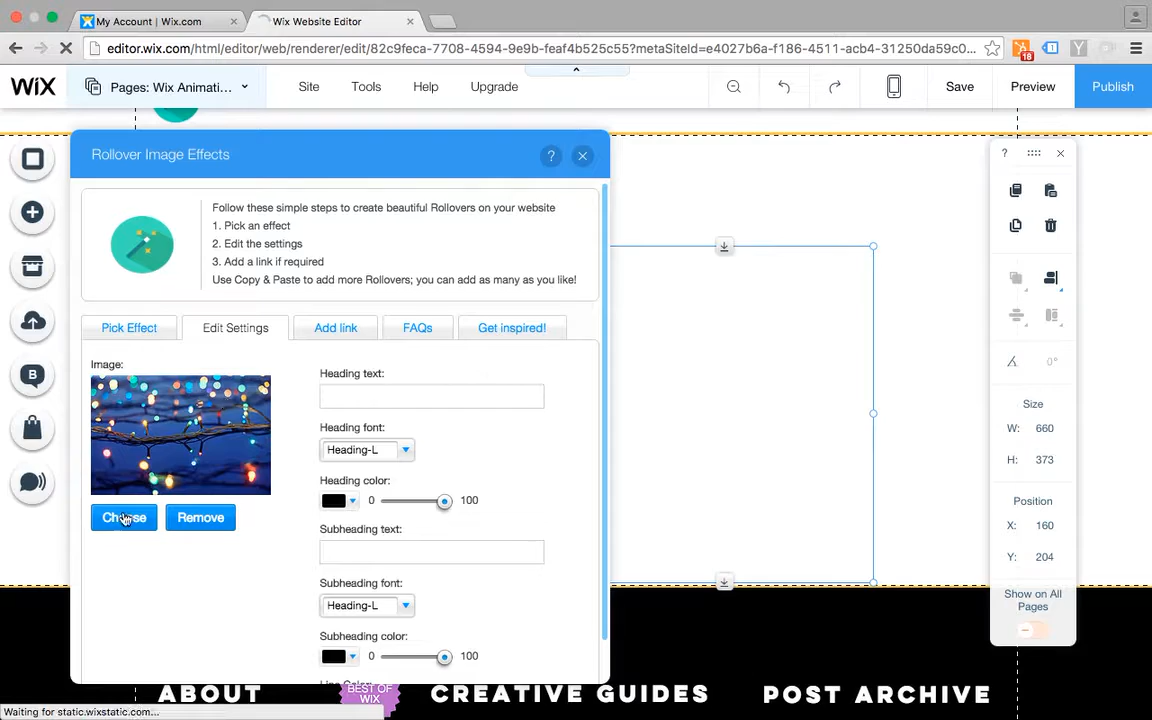 My Account | Wix.com
Wix Website Editor
editor.wix.com/html/editor/web/renderer/edit/82c9feca-7708-4594-9e9b-feaf4b525c55?metaSiteId=e4027b6a-f186-4511-acb4-31250da59c0...
18
WiX
Pages: Wix Animati...
Site
Tools
Help
Upgrade
Save
Preview
Publish
Rollover Image Effects
?
?
Follow these simple steps to create beautiful Rollovers on your website
1. Pick an effect
2. Edit the settings
3. Add a link if required
Use Copy & Paste to add more Rollovers; you can add as many as you like!
Pick Effect
Edit Settings
Add link
FAQs
Get inspired!
Image:
Choose
Remove
Heading text:
Heading font:
Heading-L
Heading color:
0
100
Subheading text:
Subheading font:
Heading-L
Subheading color:
0
100
0°
Size
W: 660
H: 373
Position
X: 160
Y: 204
Show on All
Pages
ABOUT
BEST OF
WIX
CREATIVE GUIDES
POST ARCHIVE
Waiting for static.wixstatic.com...